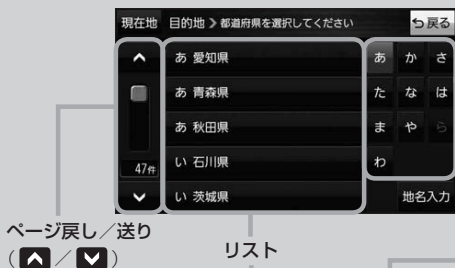 現在地 目的地 > 都道府県を選択してください 戻る
あ 愛知県 あ か さ
あ 青森県 た な は
あ 秋田県 ま や ら
47件 い 石川県 わ
い 茨城県 地名入力
ページ戻し／送り
( / )
リスト